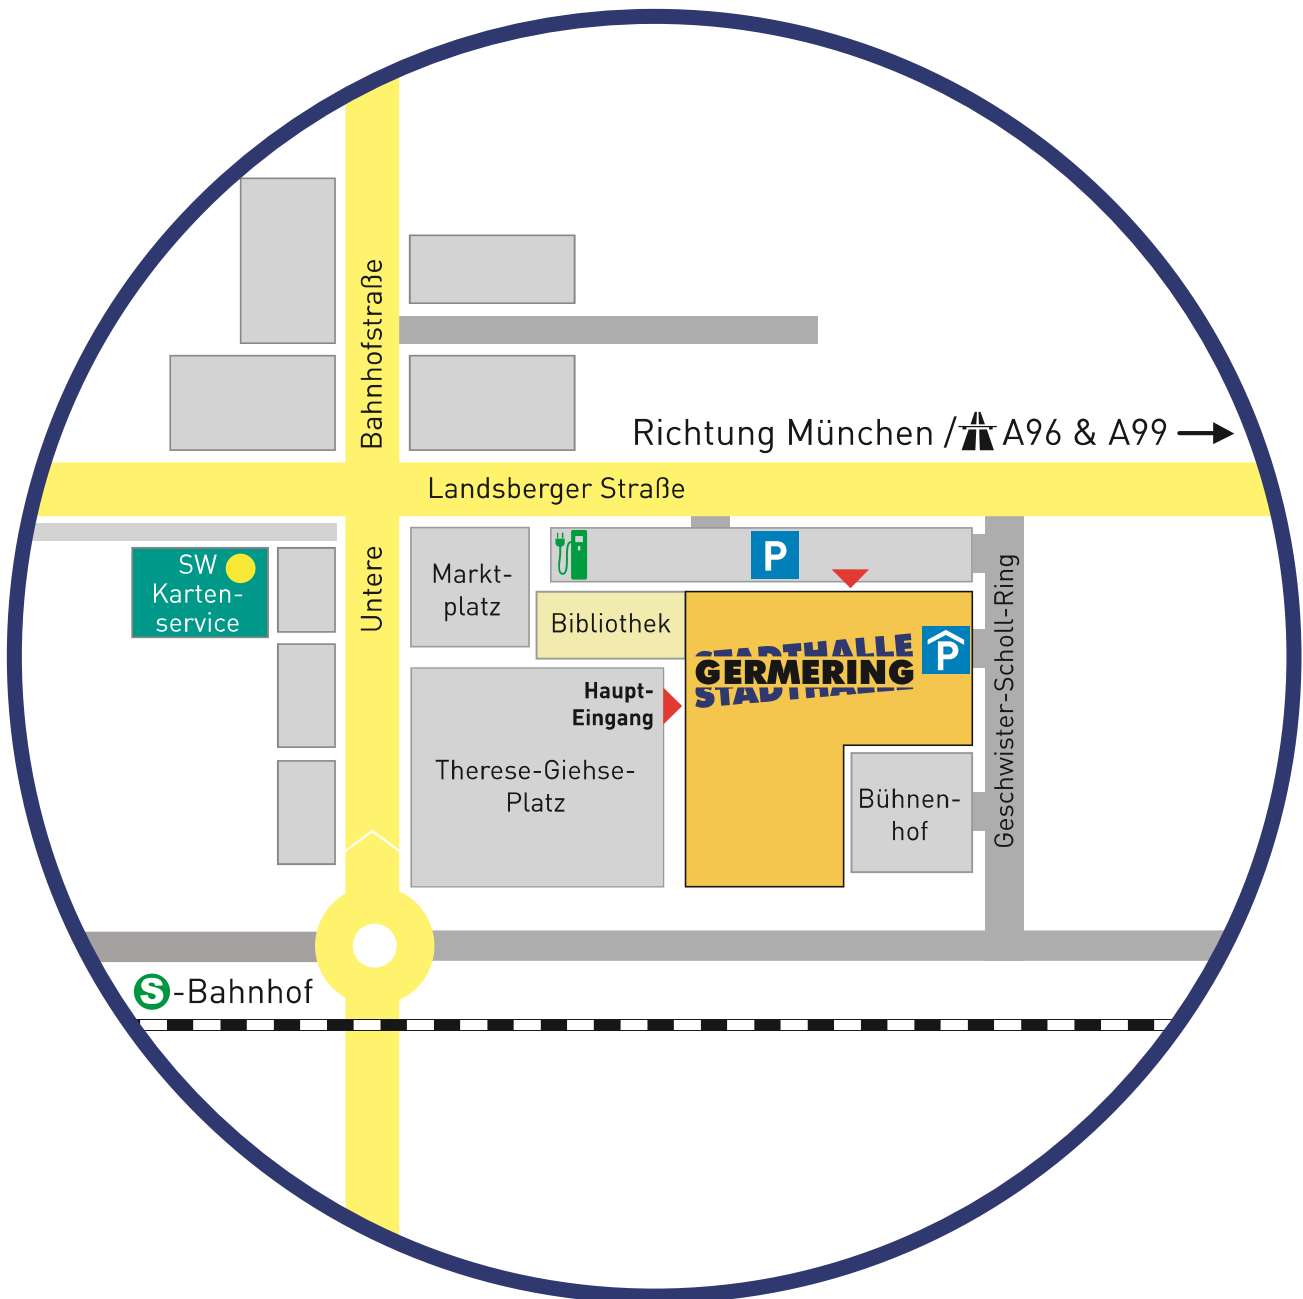 Bahnhofstraße
Richtung München / A96 & A99
Landsberger Straße
Untere
SW
Karten-
service
Markt-
platz
P
Bibliothek
STADTHALLE
GERMERING
STADTHALLE
P
Geschwister-Scholl-Ring
Haupt-
Eingang
Therese-Giehse-
Platz
Bühnen-
hof
S-Bahnhof